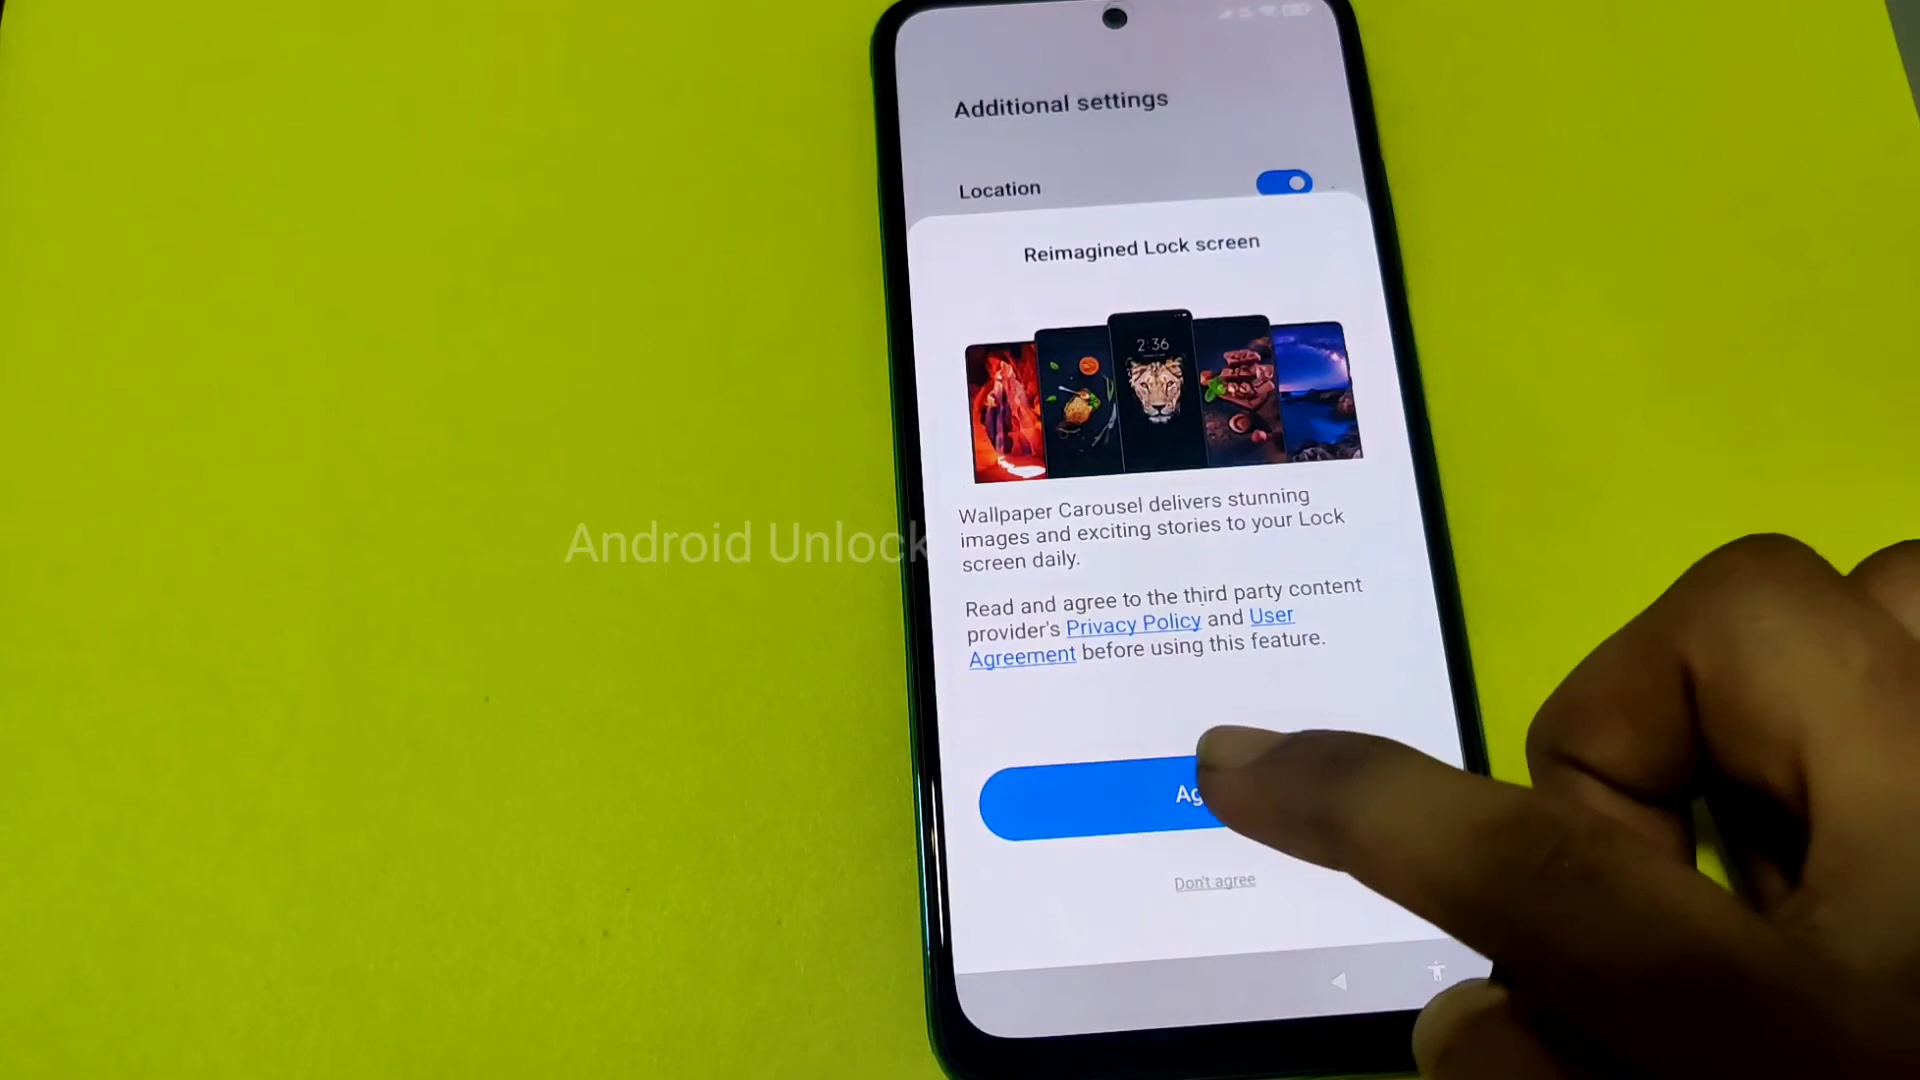 Additional settings
Location
Reimagined Lock screen
2:36
Wallpaper Carousel delivers stunning
images and exciting stories to your Lock
screen daily.
Read and agree to the third party content
provider's Privacy Policy and User
Agreement before using this feature.
Android Unlock
Don't agree